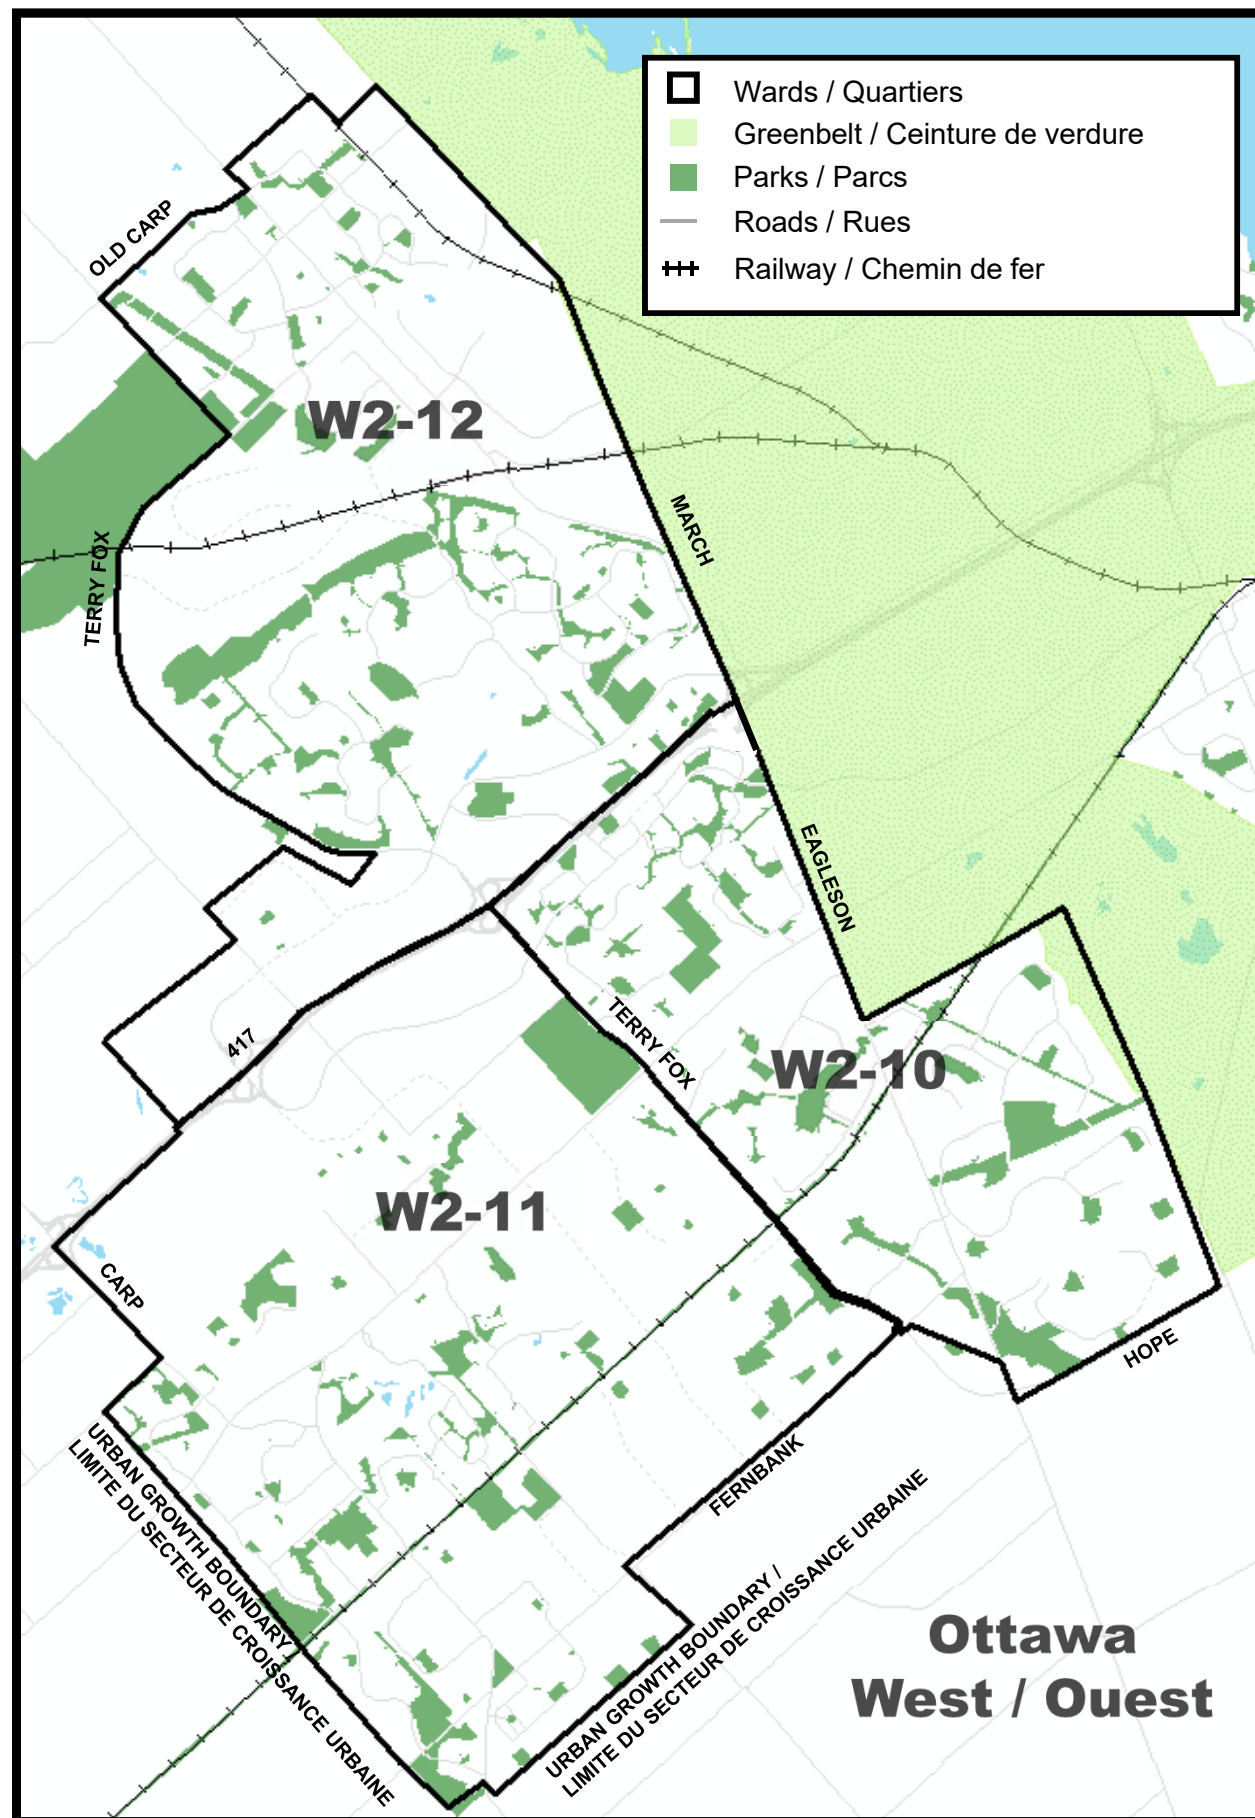 Wards / Quartiers
Greenbelt / Ceinture de verdure
Parks / Parcs
Roads / Rues
Railway / Chemin de fer
OLD CARP
W2-12
MARCH
TERRY FOX
EAGLESON
TERRY FOX
417
W2-10
W2-11
CARP
HOPE
FERNBANK
URBAN GROWTH BOUNDARY /
LIMITE DU SECTEUR DE CROISSANCE URBAINE
URBAN GROWTH BOUNDARY /
LIMITE DU SECTEUR DE CROISSANCE URBAINE
Ottawa
West / Ouest